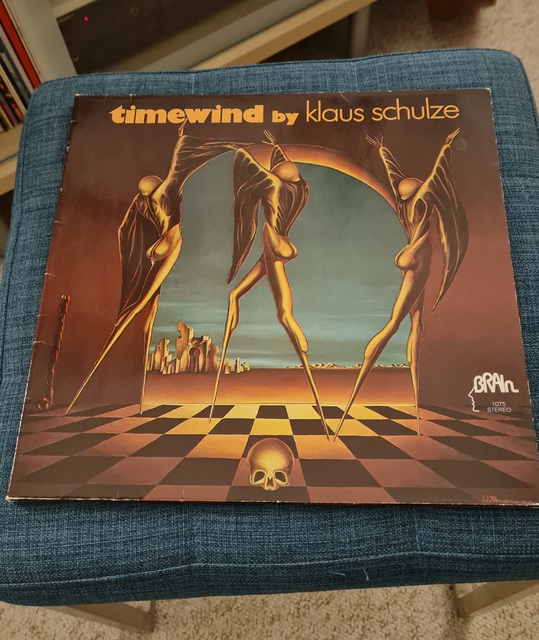 timewind by klaus schulze
BRAIN
1075
STEREO